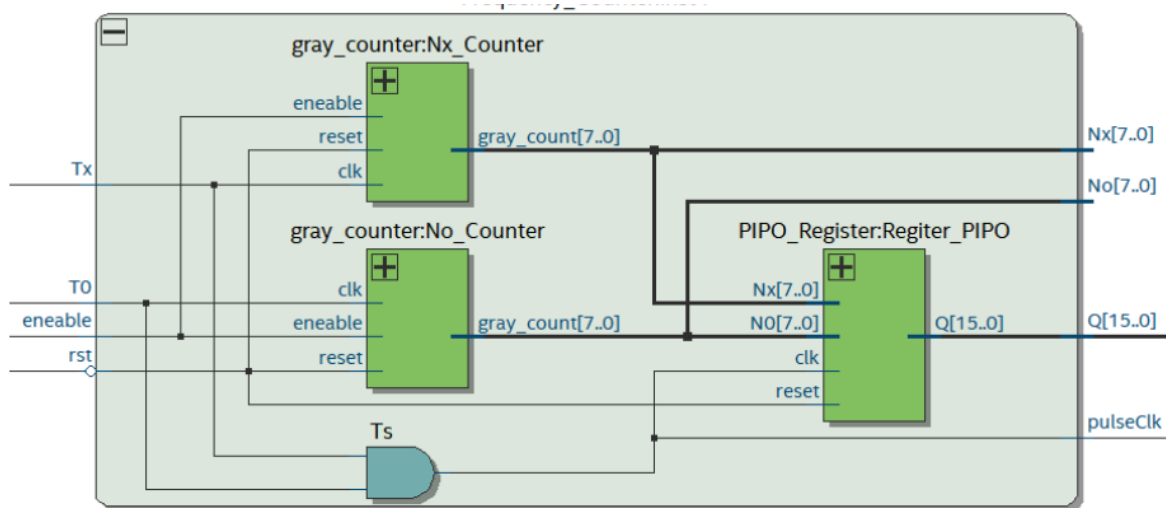 gray_counter:Nx_Counter
eneable
reset
gray_count[7..0]
Nx[7..0]
Tx
clk
No[7..0]
gray_counter:No_Counter
PIPO_Register:Regiter_PIPO
T0
clk
Nx[7..0]
eneable
eneable
gray_count[7..0]
N0[7..0]
Q[15..0]
Q[15..0]
rst
reset
clk
reset
Ts
pulseClk